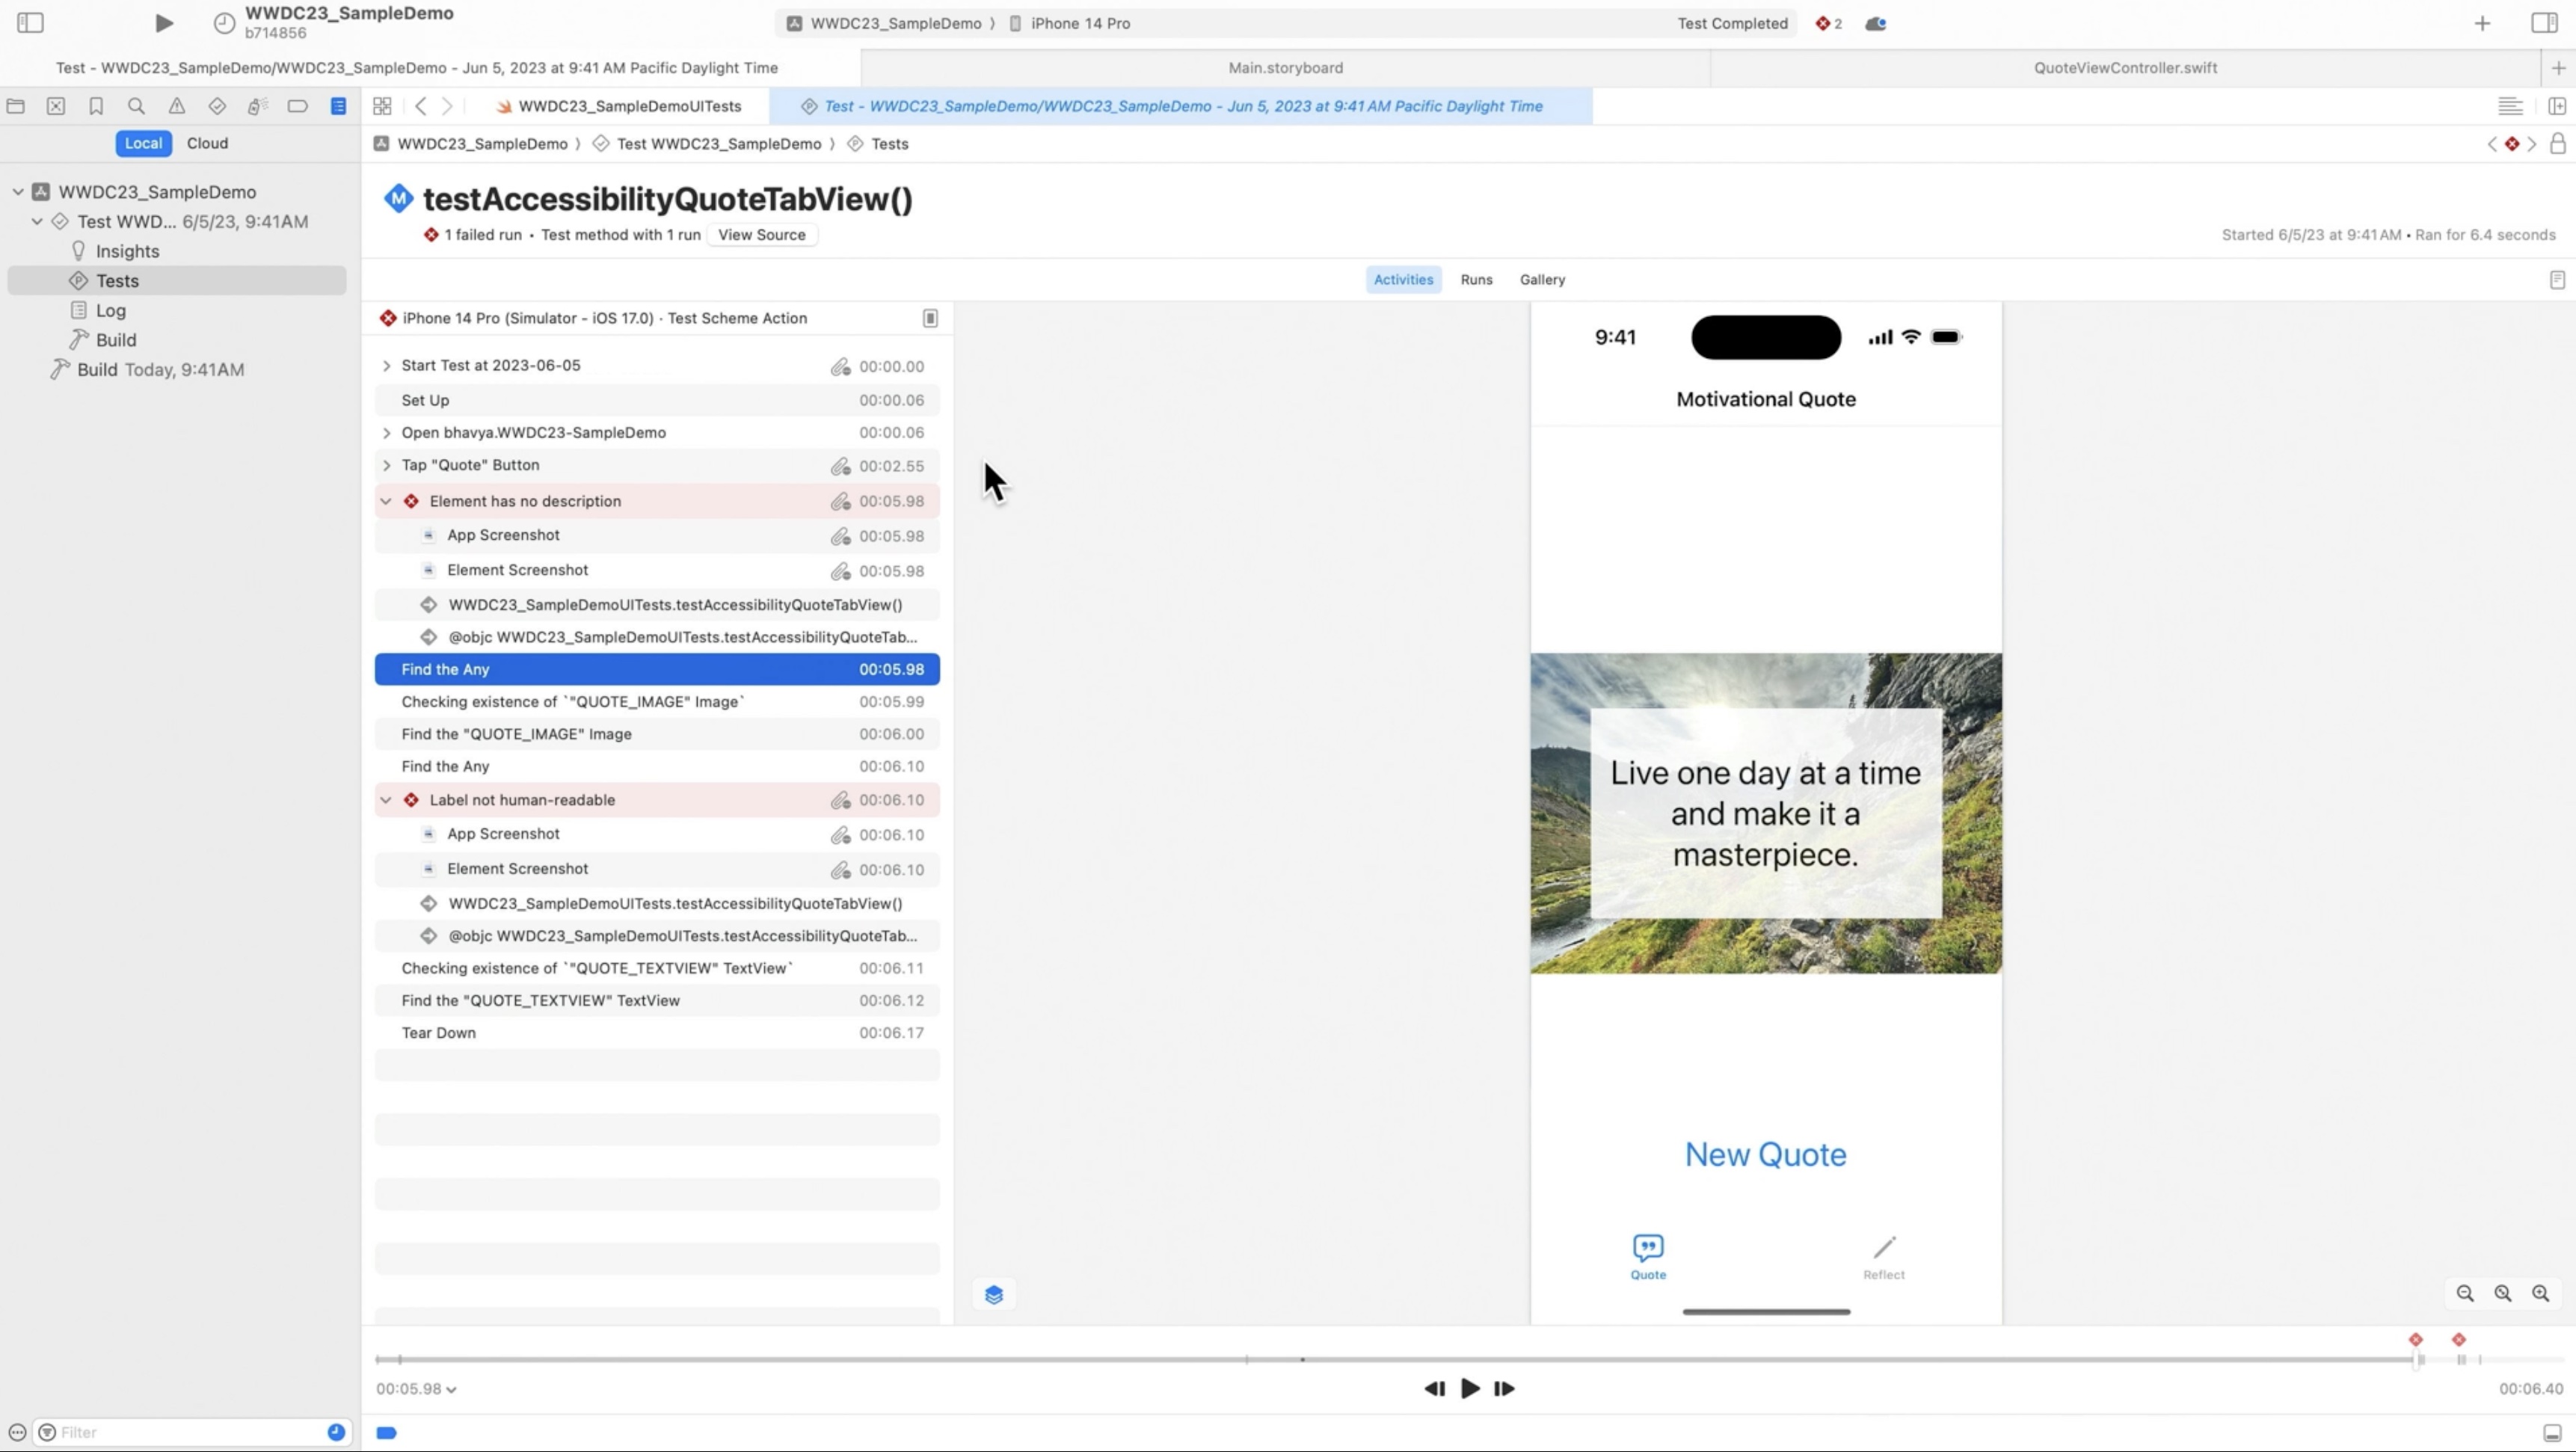 WWDC23_SampleDemo
b714856
WWDC23_SampleDemo
iPhone 14 Pro
Test Completed
2
Test - WWDC23_SampleDemo/WWDC23_SampleDemo - Jun 5, 2023 at 9:41 AM Pacific Daylight Time
Main.storyboard
QuoteViewController.swift
WWDC23_SampleDemoUITests
Test - WWDC23_SampleDemo/WWDC23_SampleDemo - Jun 5, 2023 at 9:41 AM Pacific Daylight Time
Local
Cloud
WWDC23_SampleDemo
Test WWDC23_SampleDemo
Tests
WWDC23_SampleDemo
Test WWD... 6/5/23, 9:41AM
Insights
Tests
Log
Build
Build Today, 9:41AM
M
testAccessibilityQuoteTabView()
1 failed run • Test method with 1 run
View Source
Started 6/5/23 at 9:41AM • Ran for 6.4 seconds
Activities
Runs
Gallery
iPhone 14 Pro (Simulator - iOS 17.0) · Test Scheme Action
Start Test at 2023-06-05 00:00.00
Set Up 00:00.06
Open bhavya.WWDC23-SampleDemo 00:00.06
Tap "Quote" Button 00:02.55
Element has no description 00:05.98
App Screenshot 00:05.98
Element Screenshot 00:05.98
WWDC23_SampleDemoUITests.testAccessibilityQuoteTabView()
@objc WWDC23_SampleDemoUITests.testAccessibilityQuoteTab...
Find the Any 00:05.98
Checking existence of `"QUOTE_IMAGE" Image` 00:05.99
Find the "QUOTE_IMAGE" Image 00:06.00
Find the Any 00:06.10
Label not human-readable 00:06.10
App Screenshot 00:06.10
Element Screenshot 00:06.10
WWDC23_SampleDemoUITests.testAccessibilityQuoteTabView()
@objc WWDC23_SampleDemoUITests.testAccessibilityQuoteTab...
Checking existence of `"QUOTE_TEXTVIEW" TextView` 00:06.11
Find the "QUOTE_TEXTVIEW" TextView 00:06.12
Tear Down 00:06.17
9:41
Motivational Quote
Live one day at a time
and make it a
masterpiece.
New Quote
Quote
Reflect
00:05.98
00:06.40
Filter